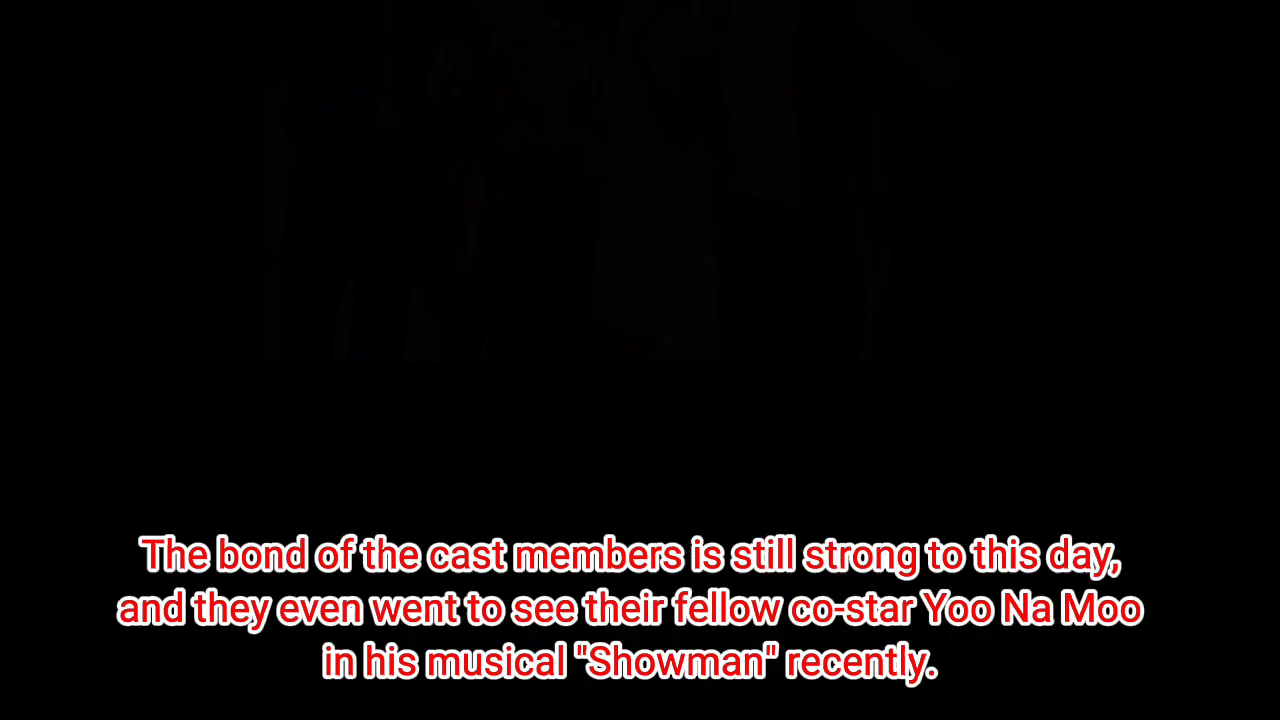 The bond of the cast members is still strong to this day,
and they even went to see their fellow co-star Yoo Na Moo
in his musical "Showman" recently.